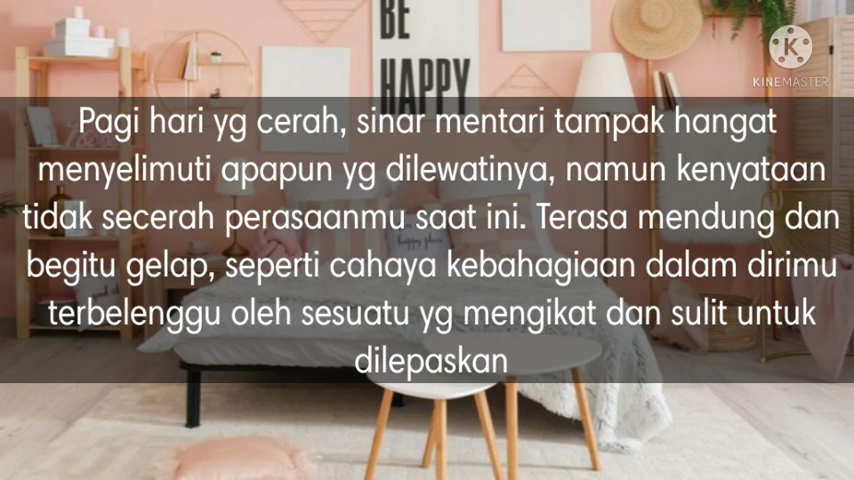 BE
HAPPY
KINEMASTER
Pagi hari yg cerah, sinar mentari tampak hangat
menyelimuti apapun yg dilewatinya, namun kenyataan
tidak secerah perasaanmu saat ini. Terasa mendung dan
begitu gelap, seperti cahaya kebahagiaan dalam dirimu
terbelenggu oleh sesuatu yg mengikat dan sulit untuk
dilepaskan